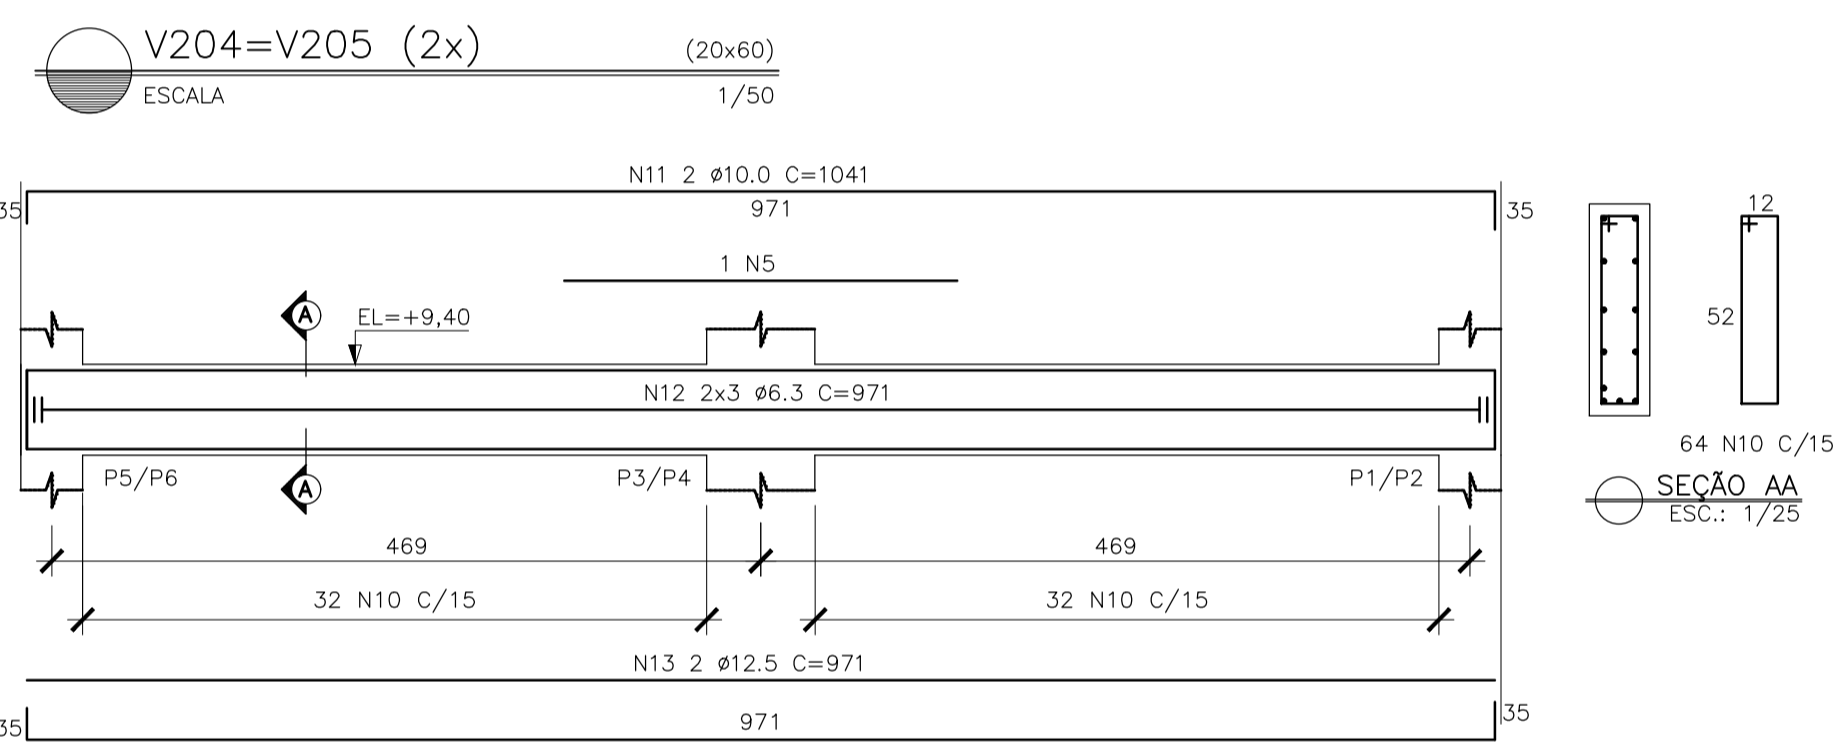 V204=V205 (2x) (20x60)
ESCALA 1/50
N11 2 ø10.0 C=1041
35 971 35
1 N5
A
EL=+9,40
N12 2x3 ø6.3 C=971
P5/P6 A P3/P4 P1/P2
469 469
32 N10 C/15 32 N10 C/15
N13 2 ø12.5 C=971
35 971 35
12
52
64 N10 C/15
SEÇÃO AA
ESC.: 1/25